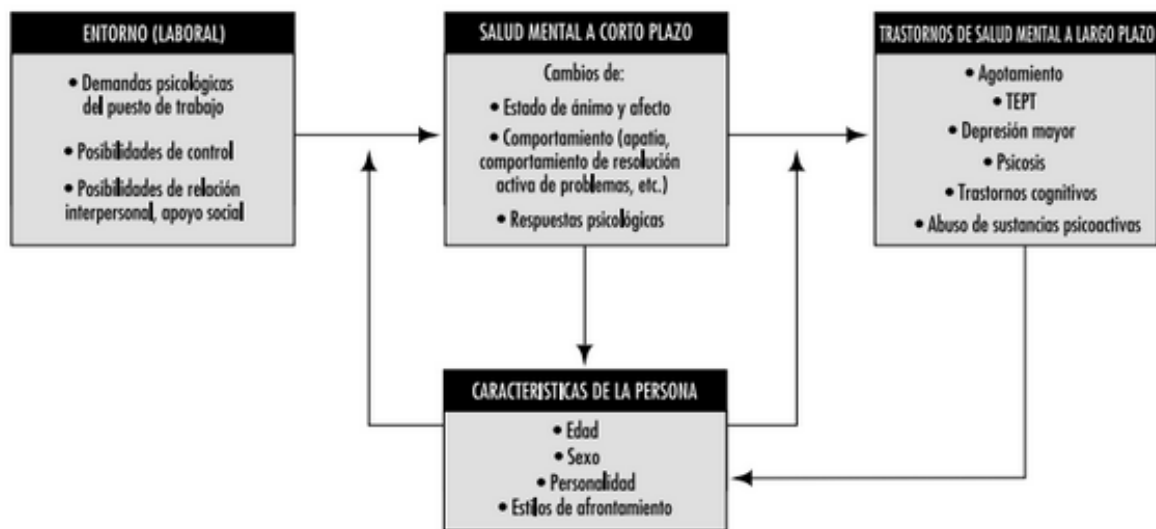 ENTORNO (LABORAL)
• Demandas psicológicas
del puesto de trabajo
• Posibilidades de control
• Posibilidades de relación
interpersonal, apoyo social
SALUD MENTAL A CORTO PLAZO
Cambios de:
• Estado de ánimo y afecto
• Comportamiento (apatía,
comportamiento de resolución
activa de problemas, etc.)
• Respuestas psicológicas
TRASTORNOS DE SALUD MENTAL A LARGO PLAZO
• Agotamiento
• TEPT
• Depresión mayor
• Psicosis
• Trastornos cognitivos
• Abuso de sustancias psicoactivas
CARACTERISTICAS DE LA PERSONA
• Edad
• Sexo
• Personalidad
• Estilos de afrontamiento